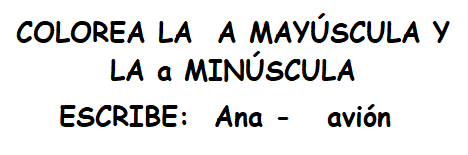 COLOREA LA A MAYÚSCULA Y
LA a MINÚSCULA
ESCRIBE: Ana - avión